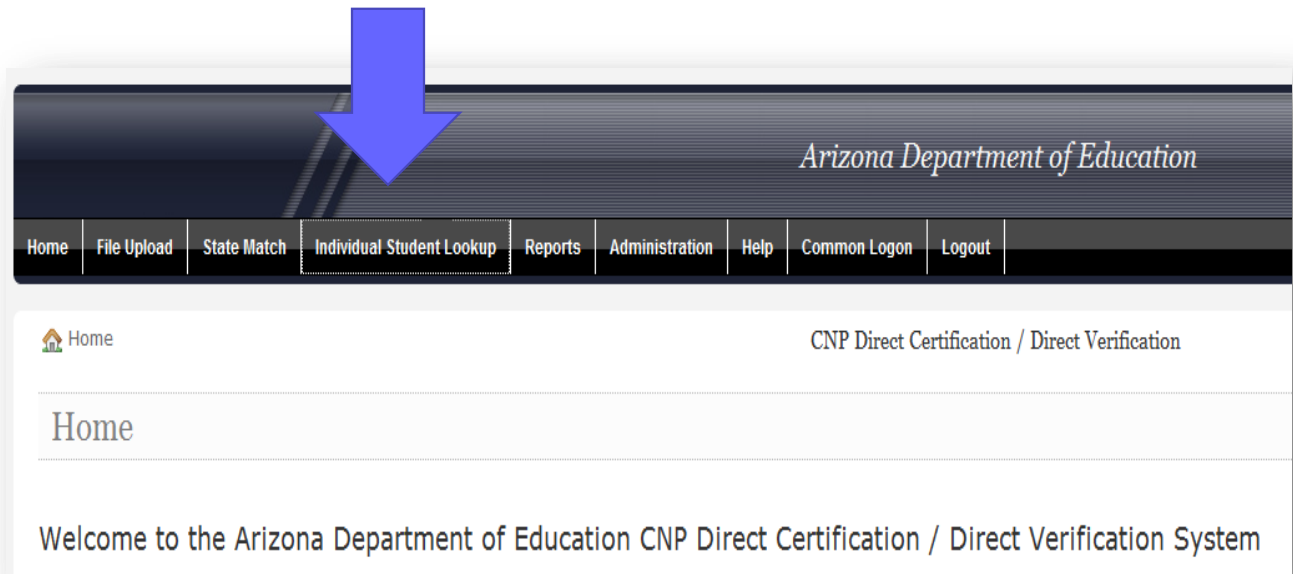 Arizona Department of Education
Home File Upload State Match Individual Student Lookup Reports Administration Help Common Logon Logout
Home CNP Direct Certification / Direct Verification
Home
Welcome to the Arizona Department of Education CNP Direct Certification / Direct Verification System